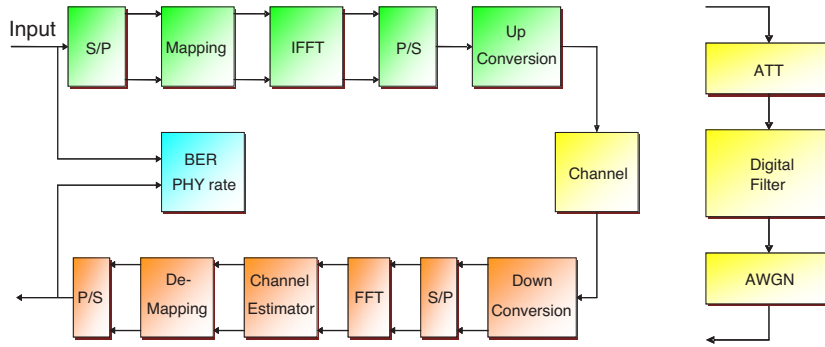 Input
S/P
Mapping
IFFT
P/S
Up
Conversion
BER
PHY rate
Channel
P/S
De-
Mapping
Channel
Estimator
FFT
S/P
Down
Conversion
ATT
Digital
Filter
AWGN